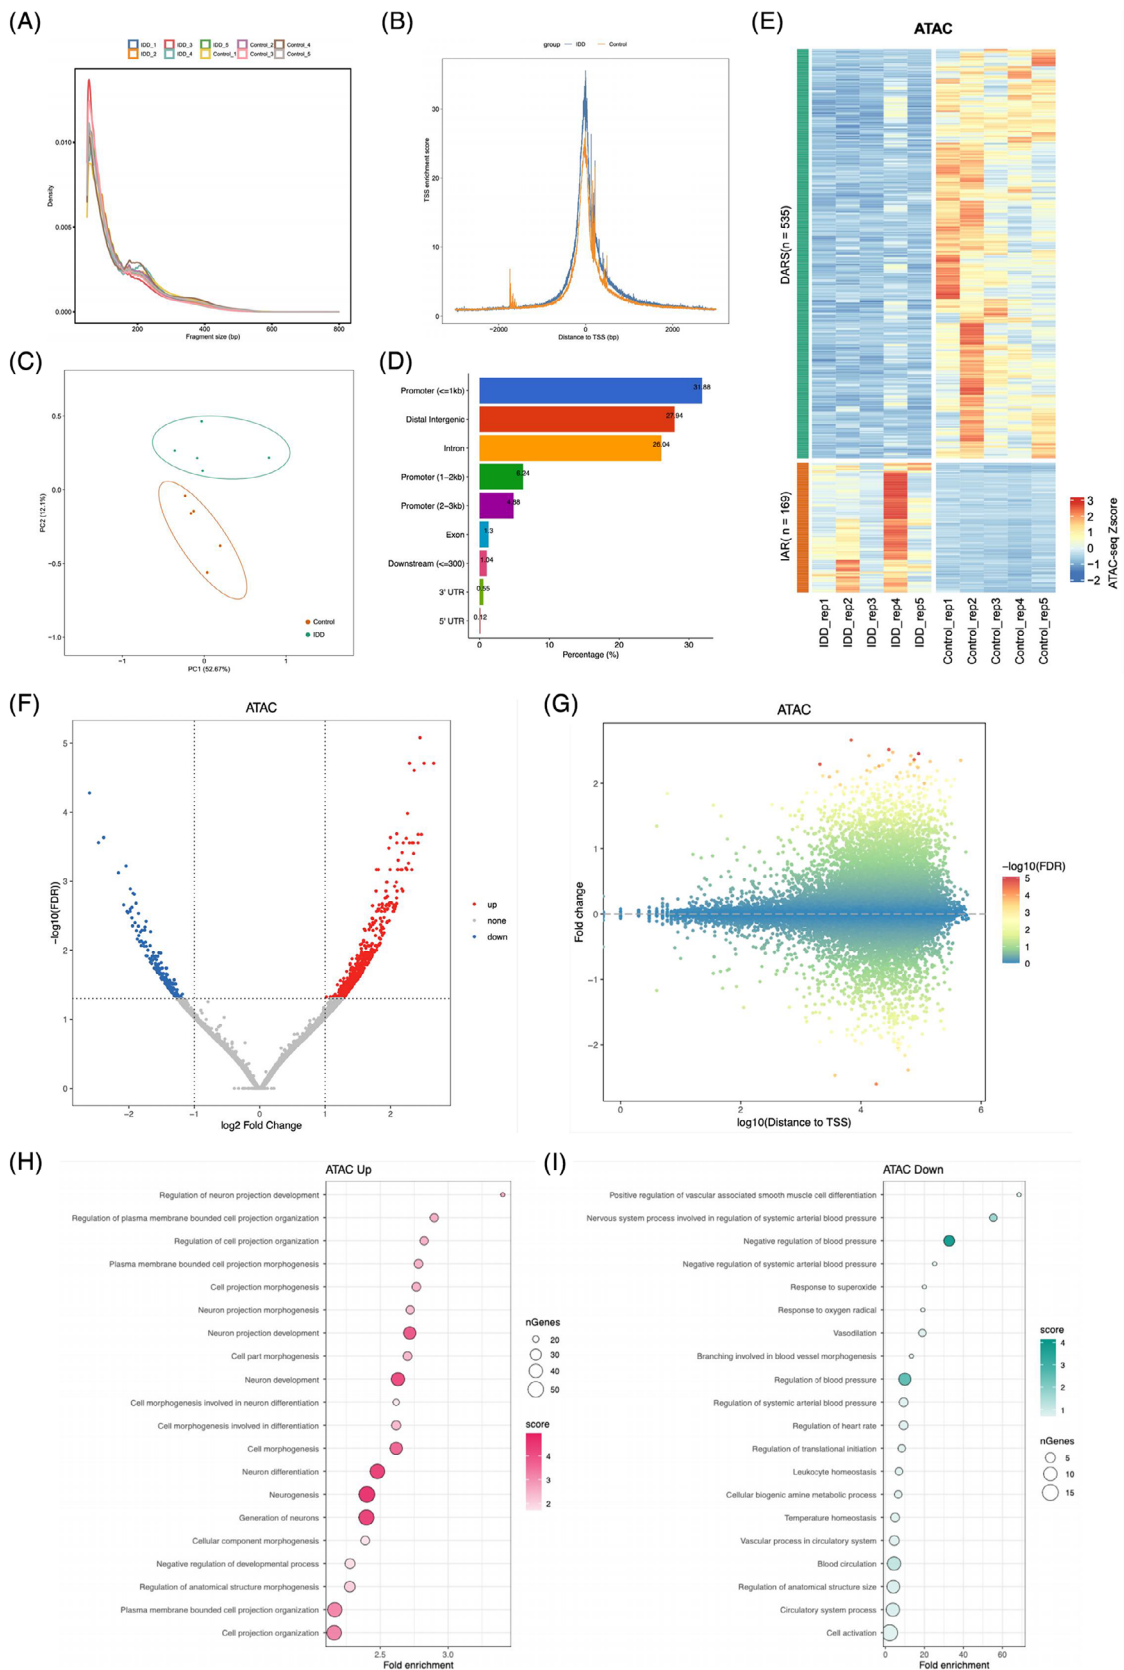 (A)
IDD_1 IDD_3 IDD_5 Control_2 Control_4
IDD_2 IDD_4 Control_1 Control_3 Control_5
Density
0.010
0.005
0.000
200 400 600 800
Fragment size (bp)
(B)
group IDD Control
TSS enrichment score
30
20
10
0
−2000 0 2000
Distance to TSS (bp)
(C)
PC2 (12.1%)
0.5
0.0
−0.5
−1.0
Control
IDD
−1 0 1
PC1 (52.67%)
(D)
Promoter (<=1kb) 31.88
Distal Intergenic 27.94
Intron 26.04
Promoter (1−2kb) 6.24
Promoter (2−3kb) 4.88
Exon 1.3
Downstream (<=300) 1.04
3' UTR 0.55
5' UTR 0.12
0 10 20 30
Percentage (%)
(E)
ATAC
DARS(n = 535)
IAR( n = 169)
IDD_rep1
IDD_rep2
IDD_rep3
IDD_rep4
IDD_rep5
Control_rep1
Control_rep2
Control_rep3
Control_rep4
Control_rep5
3
2
1
0
−1
−2
ATAC-seq Zscore
(F)
ATAC
−log10(FDR))
5
4
3
2
1
0
up
none
down
−2 −1 0 1 2
log2 Fold Change
(G)
ATAC
Fold change
2
1
0
−1
−2
−log10(FDR)
5
4
3
2
1
0
0 2 4 6
log10(Distance to TSS)
(H)
ATAC Up
Regulation of neuron projection development
Regulation of plasma membrane bounded cell projection organization
Regulation of cell projection organization
Plasma membrane bounded cell projection morphogenesis
Cell projection morphogenesis
Neuron projection morphogenesis
Neuron projection development
Cell part morphogenesis
Neuron development
Cell morphogenesis involved in neuron differentiation
Cell morphogenesis involved in differentiation
Cell morphogenesis
Neuron differentiation
Neurogenesis
Generation of neurons
Cellular component morphogenesis
Negative regulation of developmental process
Regulation of anatomical structure morphogenesis
Plasma membrane bounded cell projection organization
Cell projection organization
2.5 3.0
Fold enrichment
nGenes
20
30
40
50
score
4
3
2
(I)
ATAC Down
Positive regulation of vascular associated smooth muscle cell differentiation
Nervous system process involved in regulation of systemic arterial blood pressure
Negative regulation of blood pressure
Negative regulation of systemic arterial blood pressure
Response to superoxide
Response to oxygen radical
Vasodilation
Branching involved in blood vessel morphogenesis
Regulation of blood pressure
Regulation of systemic arterial blood pressure
Regulation of heart rate
Regulation of translational initiation
Leukocyte homeostasis
Cellular biogenic amine metabolic process
Temperature homeostasis
Vascular process in circulatory system
Blood circulation
Regulation of anatomical structure size
Circulatory system process
Cell activation
0 20 40 60
Fold enrichment
score
4
3
2
1
nGenes
5
10
15